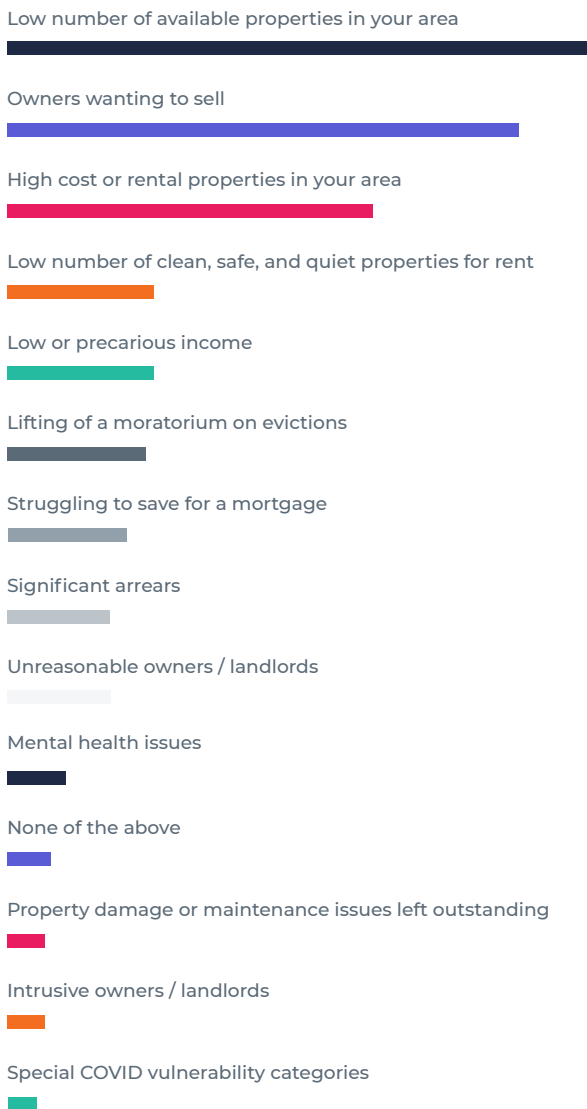 Low number of available properties in your area
Owners wanting to sell
High cost or rental properties in your area
Low number of clean, safe, and quiet properties for rent
Low or precarious income
Lifting of a moratorium on evictions
Struggling to save for a mortgage
Significant arrears
Unreasonable owners / landlords
Mental health issues
None of the above
Property damage or maintenance issues left outstanding
Intrusive owners / landlords
Special COVID vulnerability categories